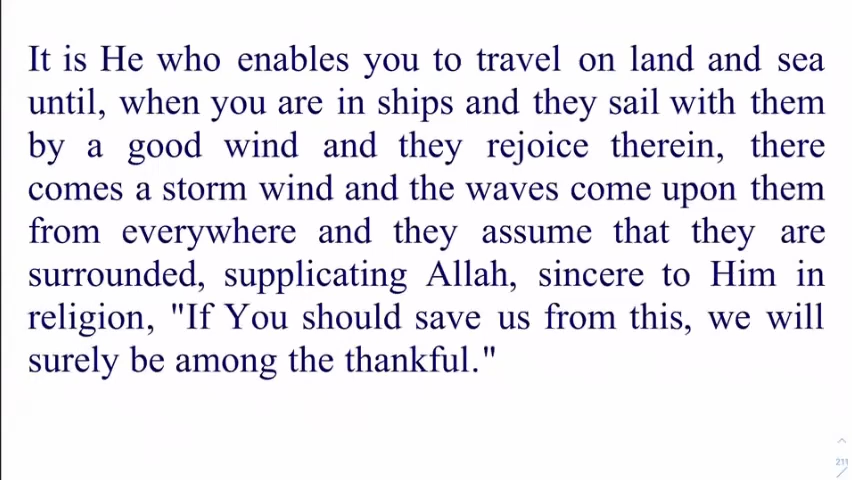 It is He who enables you to travel on land and sea
until, when you are in ships and they sail with them
by a good wind and they rejoice therein, there
comes a storm wind and the waves come upon them
from everywhere and they assume that they are
surrounded, supplicating Allah, sincere to Him in
religion, "If You should save us from this, we will
surely be among the thankful."
211